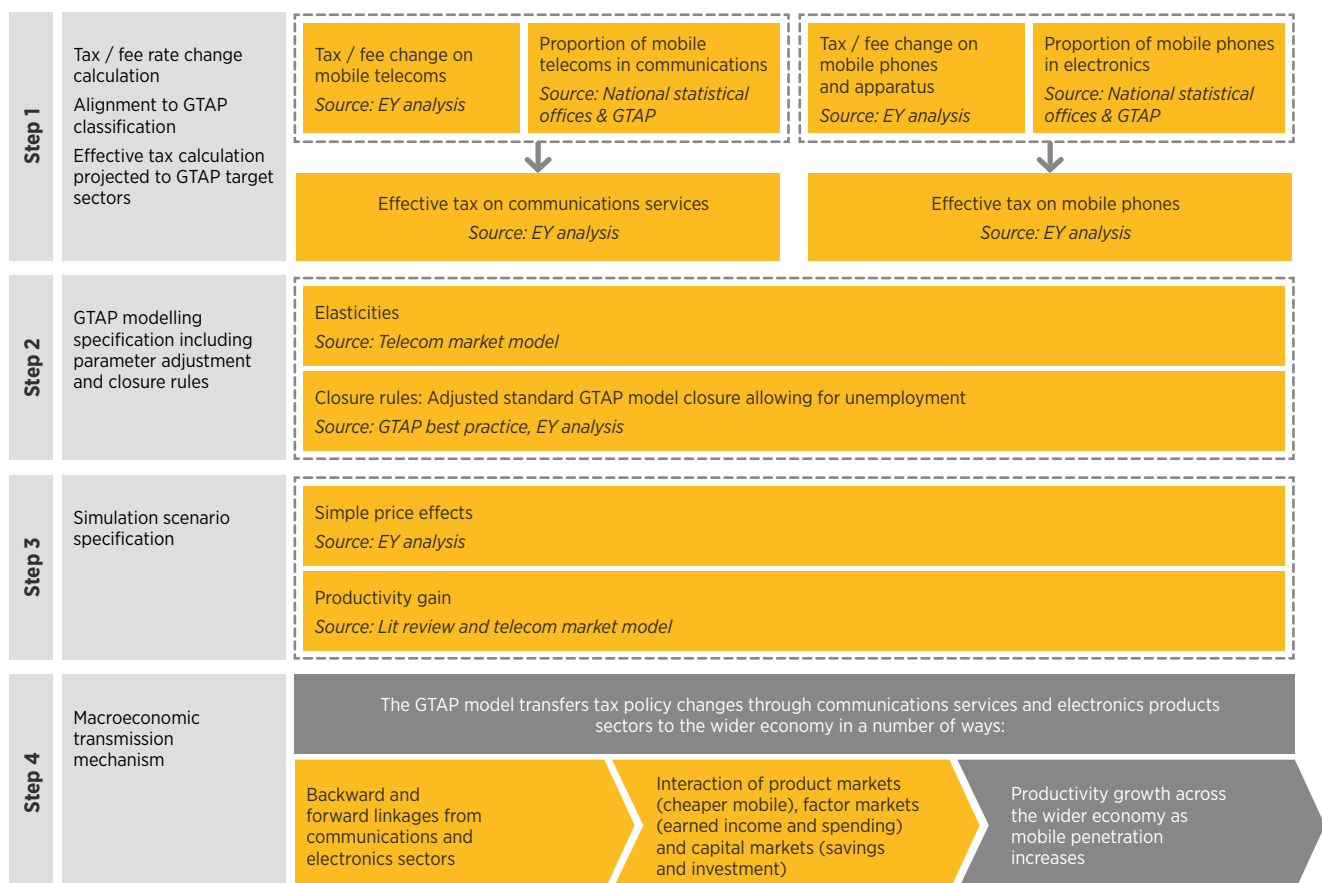 Step 1
Tax / fee rate change
calculation
Alignment to GTAP
classification
Effective tax calculation
projected to GTAP target
sectors
Tax / fee change on
mobile telecoms
Source: EY analysis
Proportion of mobile
telecoms in communications
Source: National statistical
offices & GTAP
Tax / fee change on
mobile phones
and apparatus
Source: EY analysis
Proportion of mobile phones
in electronics
Source: National statistical
offices & GTAP
Effective tax on communications services
Source: EY analysis
Effective tax on mobile phones
Source: EY analysis
Step 2
GTAP modelling
specification including
parameter adjustment
and closure rules
Elasticities
Source: Telecom market model
Closure rules: Adjusted standard GTAP model closure allowing for unemployment
Source: GTAP best practice, EY analysis
Step 3
Simulation scenario
specification
Simple price effects
Source: EY analysis
Productivity gain
Source: Lit review and telecom market model
Step 4
Macroeconomic
transmission
mechanism
The GTAP model transfers tax policy changes through communications services and electronics products
sectors to the wider economy in a number of ways:
Backward and
forward linkages from
communications and
electronics sectors
Interaction of product markets
(cheaper mobile), factor markets
(earned income and spending)
and capital markets (savings
and investment)
Productivity growth across
the wider economy as
mobile penetration
increases